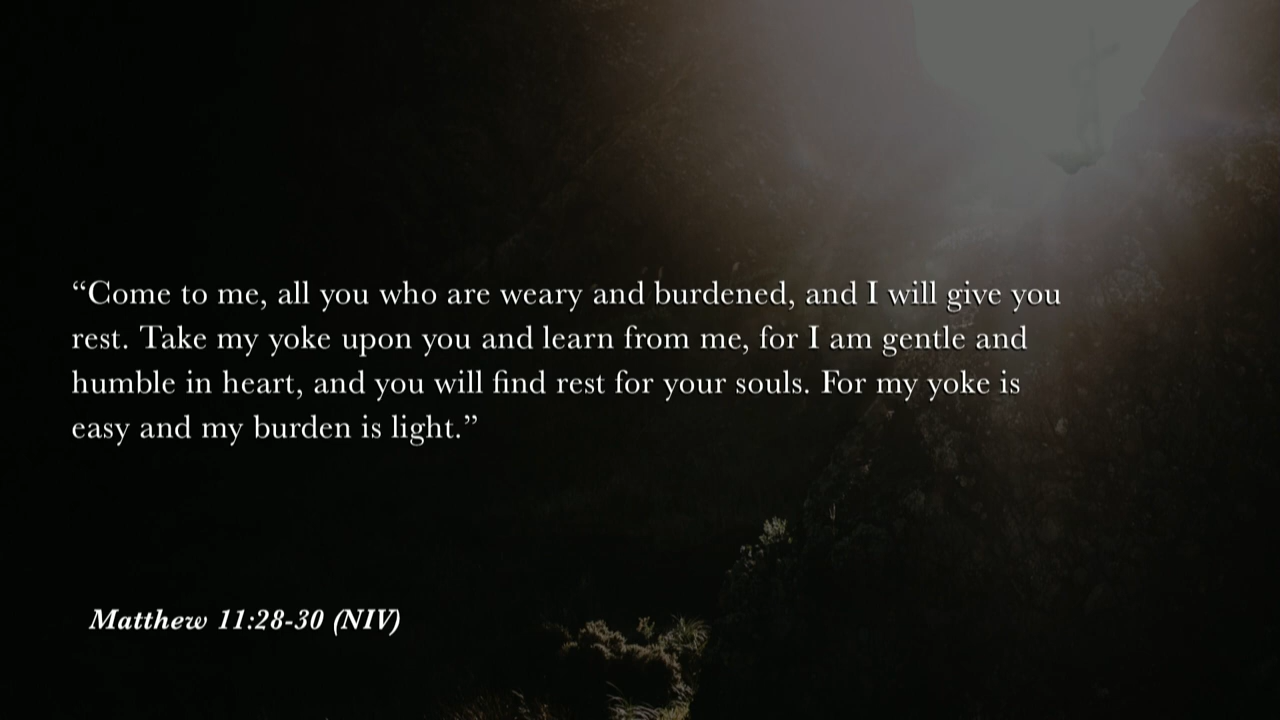 “Come to me, all you who are weary and burdened, and I will give you
rest. Take my yoke upon you and learn from me, for I am gentle and
humble in heart, and you will find rest for your souls. For my yoke is
easy and my burden is light.”
Matthew 11:28-30 (NIV)